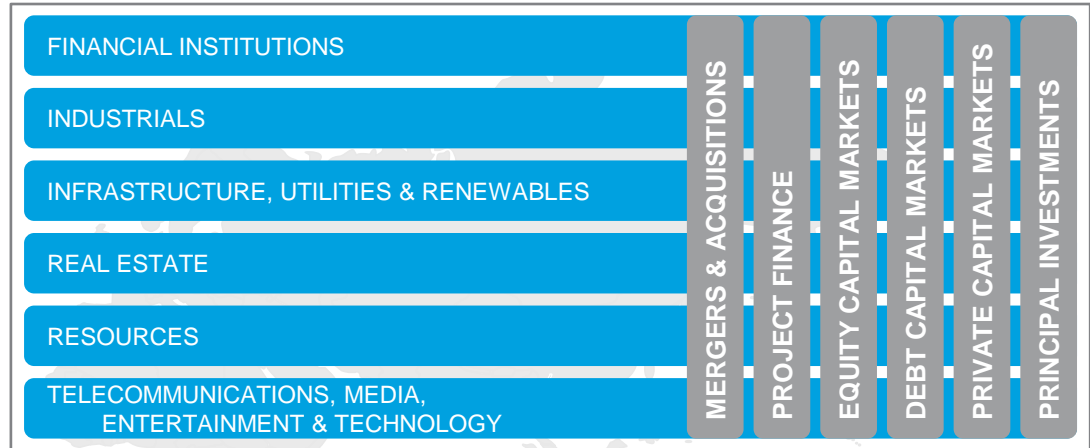 FINANCIAL INSTITUTIONS
INDUSTRIALS
INFRASTRUCTURE, UTILITIES & RENEWABLES
REAL ESTATE
RESOURCES
TELECOMMUNICATIONS, MEDIA,
ENTERTAINMENT & TECHNOLOGY
MERGERS & ACQUISITIONS
PROJECT FINANCE
EQUITY CAPITAL MARKETS
DEBT CAPITAL MARKETS
PRIVATE CAPITAL MARKETS
PRINCIPAL INVESTMENTS